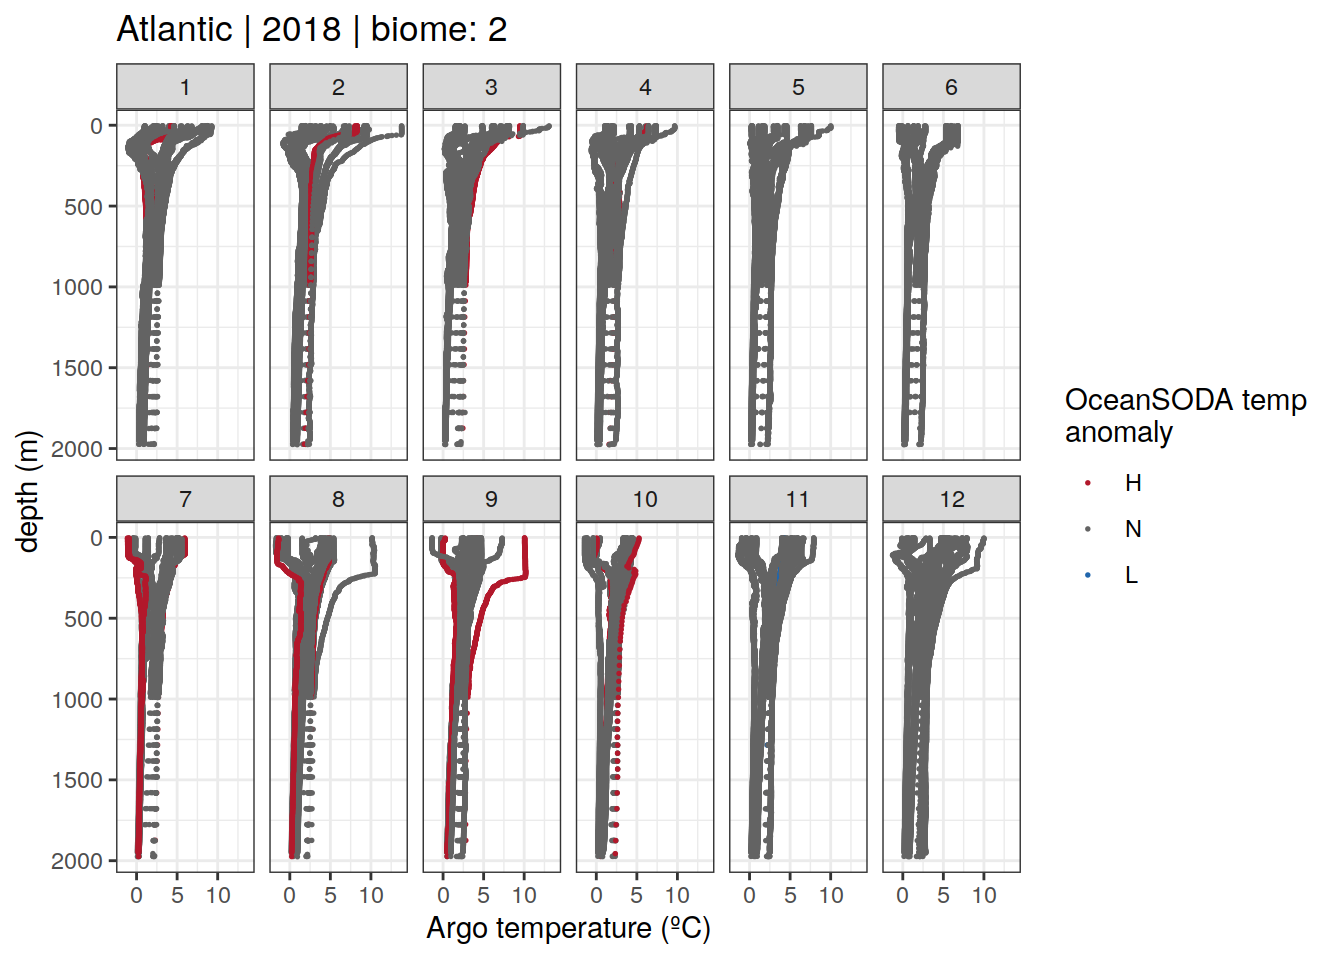 Atlantic | 2018 | biome: 2
1 2 3 4 5 6
0
500
1000
1500
2000
7 8 9 10 11 12
0
500
1000
1500
2000
0 5 10 0 5 10 0 5 10 0 5 10 0 5 10 0 5 10
depth (m)
Argo temperature (ºC)
OceanSODA temp
anomaly
H
N
L